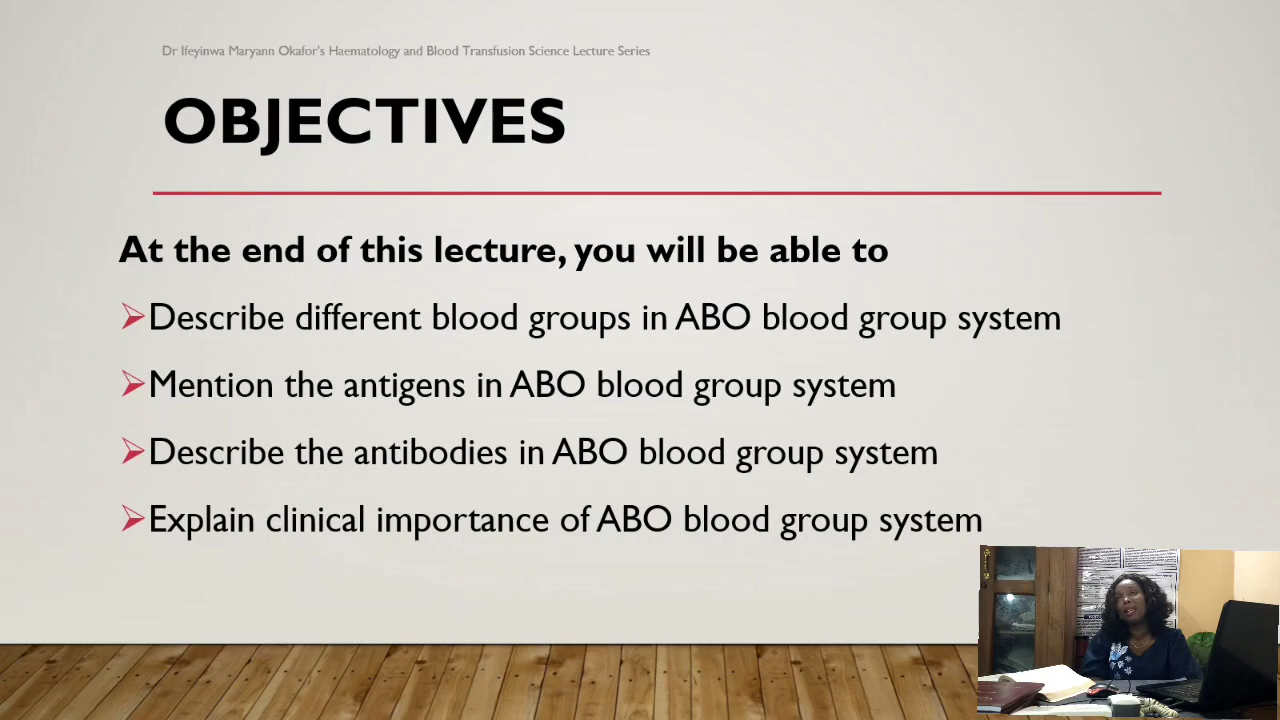 Dr Ifeyinwa Maryann Okafor's Haematology and Blood Transfusion Science Lecture Series
OBJECTIVES
At the end of this lecture, you will be able to
Describe different blood groups in ABO blood group system
Mention the antigens in ABO blood group system
Describe the antibodies in ABO blood group system
Explain clinical importance of ABO blood group system